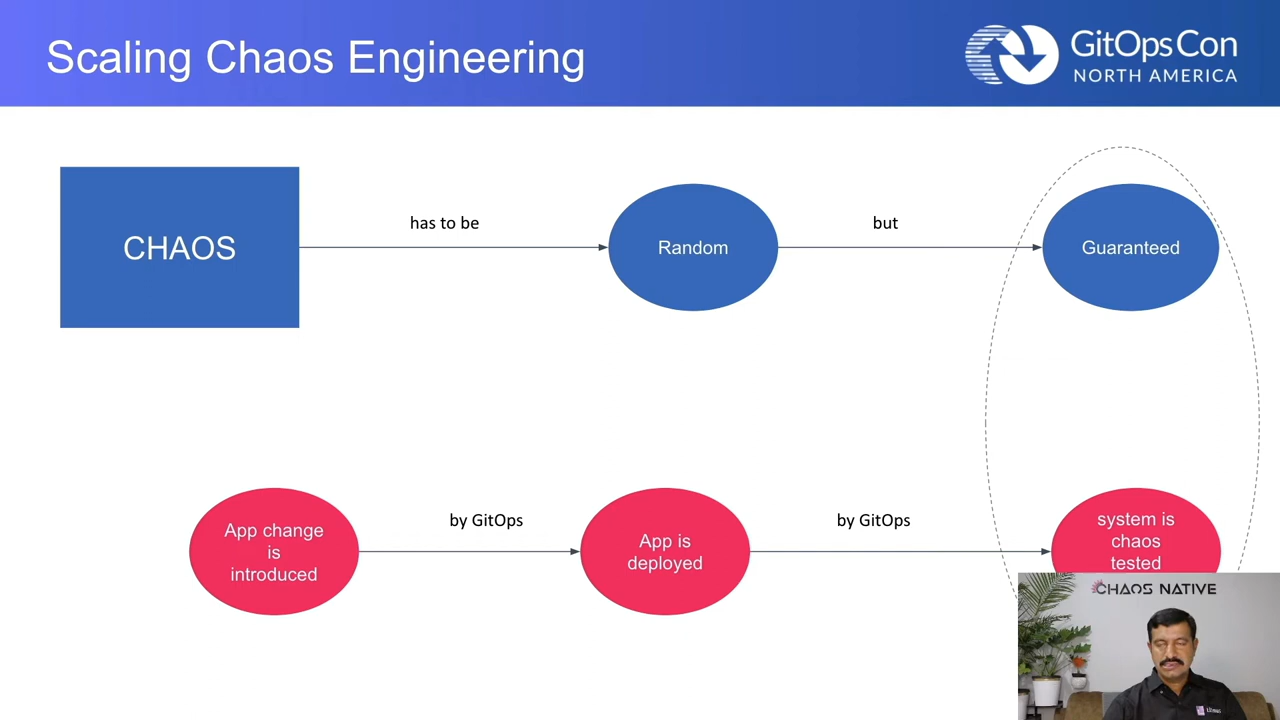 Scaling Chaos Engineering
GitOpsCon
NORTH AMERICA
CHAOS
has to be
Random
but
Guaranteed
App change
is
introduced
by GitOps
App is
deployed
by GitOps
system is
chaos
tested
CHAOS NATIVE